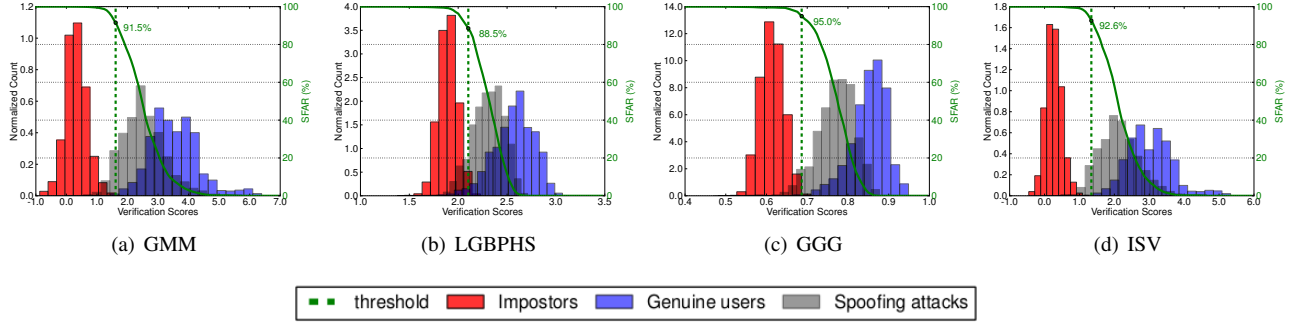 Normalized Count
1.2
1.0
0.8
0.6
0.4
0.2
0.0
-1.0 0.0 1.0 2.0 3.0 4.0 5.0 6.0 7.0
Verification Scores
91.5%
100
80
60
40
20
0
SFAR (%)
(a) GMM
Normalized Count
4.0
3.5
3.0
2.5
2.0
1.5
1.0
0.5
0.0
1.0 1.5 2.0 2.5 3.0 3.5
Verification Scores
88.5%
100
80
60
40
20
0
SFAR (%)
(b) LGBPHS
Normalized Count
14.0
12.0
10.0
8.0
6.0
4.0
2.0
0.0
0.4 0.5 0.6 0.7 0.8 0.9 1.0
Verification Scores
95.0%
100
80
60
40
20
0
SFAR (%)
(c) GGG
Normalized Count
1.8
1.6
1.4
1.2
1.0
0.8
0.6
0.4
0.2
0.0
-1.0 0.0 1.0 2.0 3.0 4.0 5.0 6.0
Verification Scores
92.6%
100
80
60
40
20
0
SFAR (%)
(d) ISV
threshold Impostors Genuine users Spoofing attacks